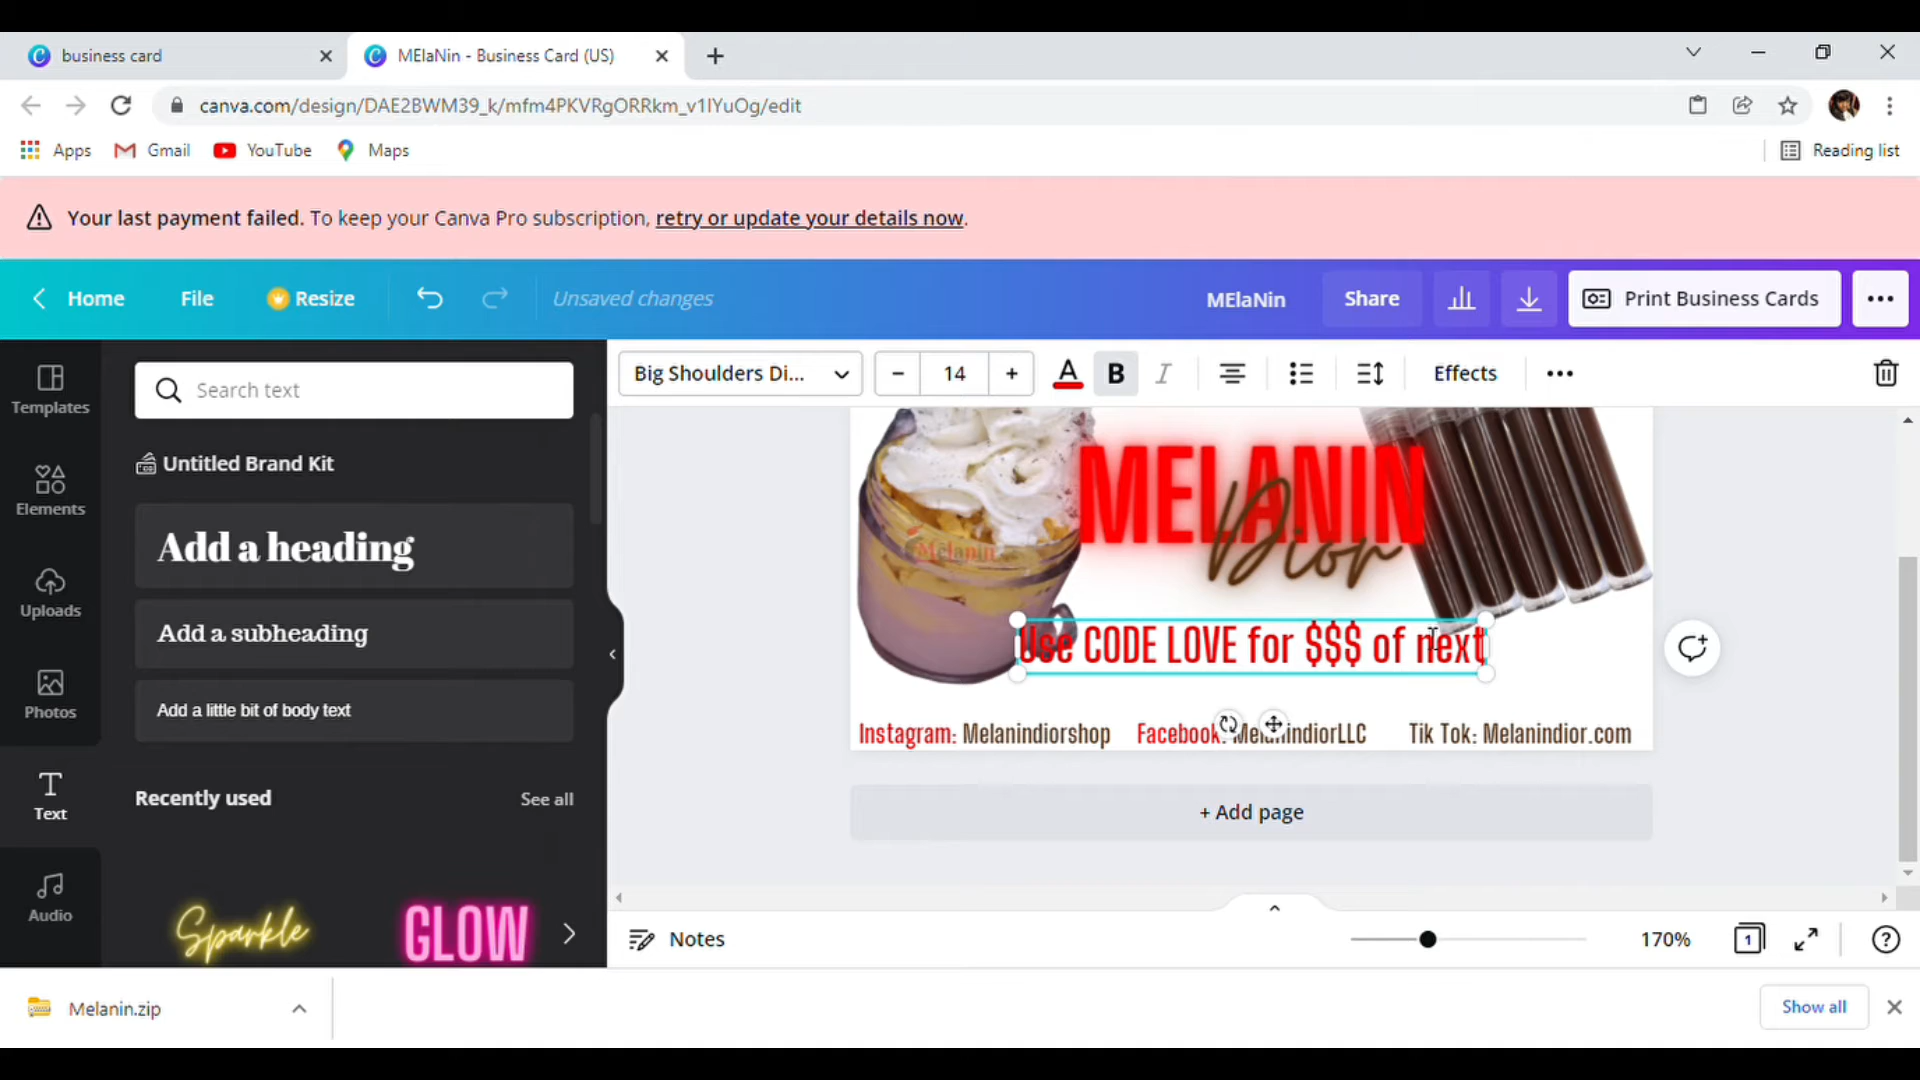 business card
MElaNin - Business Card (US)
canva.com/design/DAE2BWM39_k/mfm4PKVRgORRkm_v1IYuOg/edit
Apps
Gmail
YouTube
Maps
Reading list
Your last payment failed. To keep your Canva Pro subscription, retry or update your details now.
Home
File
Resize
Unsaved changes
MElaNin
Share
Print Business Cards
Templates
Elements
Uploads
Photos
Text
Audio
Search text
Untitled Brand Kit
Add a heading
Add a subheading
Add a little bit of body text
Recently used
See all
Sparkle
GLOW
Big Shoulders Di...
14
A
B
I
Effects
MELANIN
Dior
Melanin
Use CODE LOVE for $$$ of next
Instagram: Melanindiorshop
Facebook: MelanindiorLLC
Tik Tok: Melanindior.com
+ Add page
Notes
170%
1
Melanin.zip
Show all